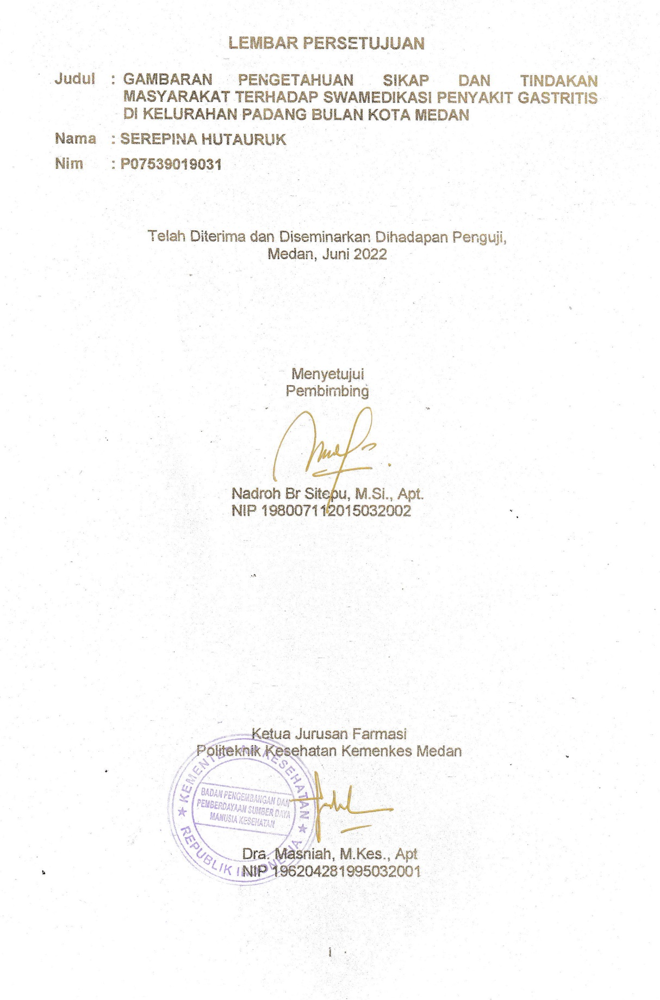 LEMBAR PERSETUJUAN
Judul : GAMBARAN PENGETAHUAN SIKAP DAN TINDAKAN
MASYARAKAT TERHADAP SWAMEDIKASI PENYAKIT GASTRITIS
DI KELURAHAN PADANG BULAN KOTA MEDAN
Nama : SEREPINA HUTAURUK
Nim : P07539019031
Telah Diterima dan Diseminarkan Dihadapan Penguji,
Medan, Juni 2022
Menyetujui
Pembimbing
Nadroh Br Sitepu, M.Si., Apt.
NIP 198007112015032002
Ketua Jurusan Farmasi
Politeknik Kesehatan Kemenkes Medan
KEMENTERIAN KESEHATAN
BADAN PENGEMBANGAN DAN
PEMBERDAYAAN SUMBER DAYA
MANUSIA KESEHATAN
REPUBLIK INDONESIA
Dra. Masniah, M.Kes., Apt
NIP 196204281995032001
i